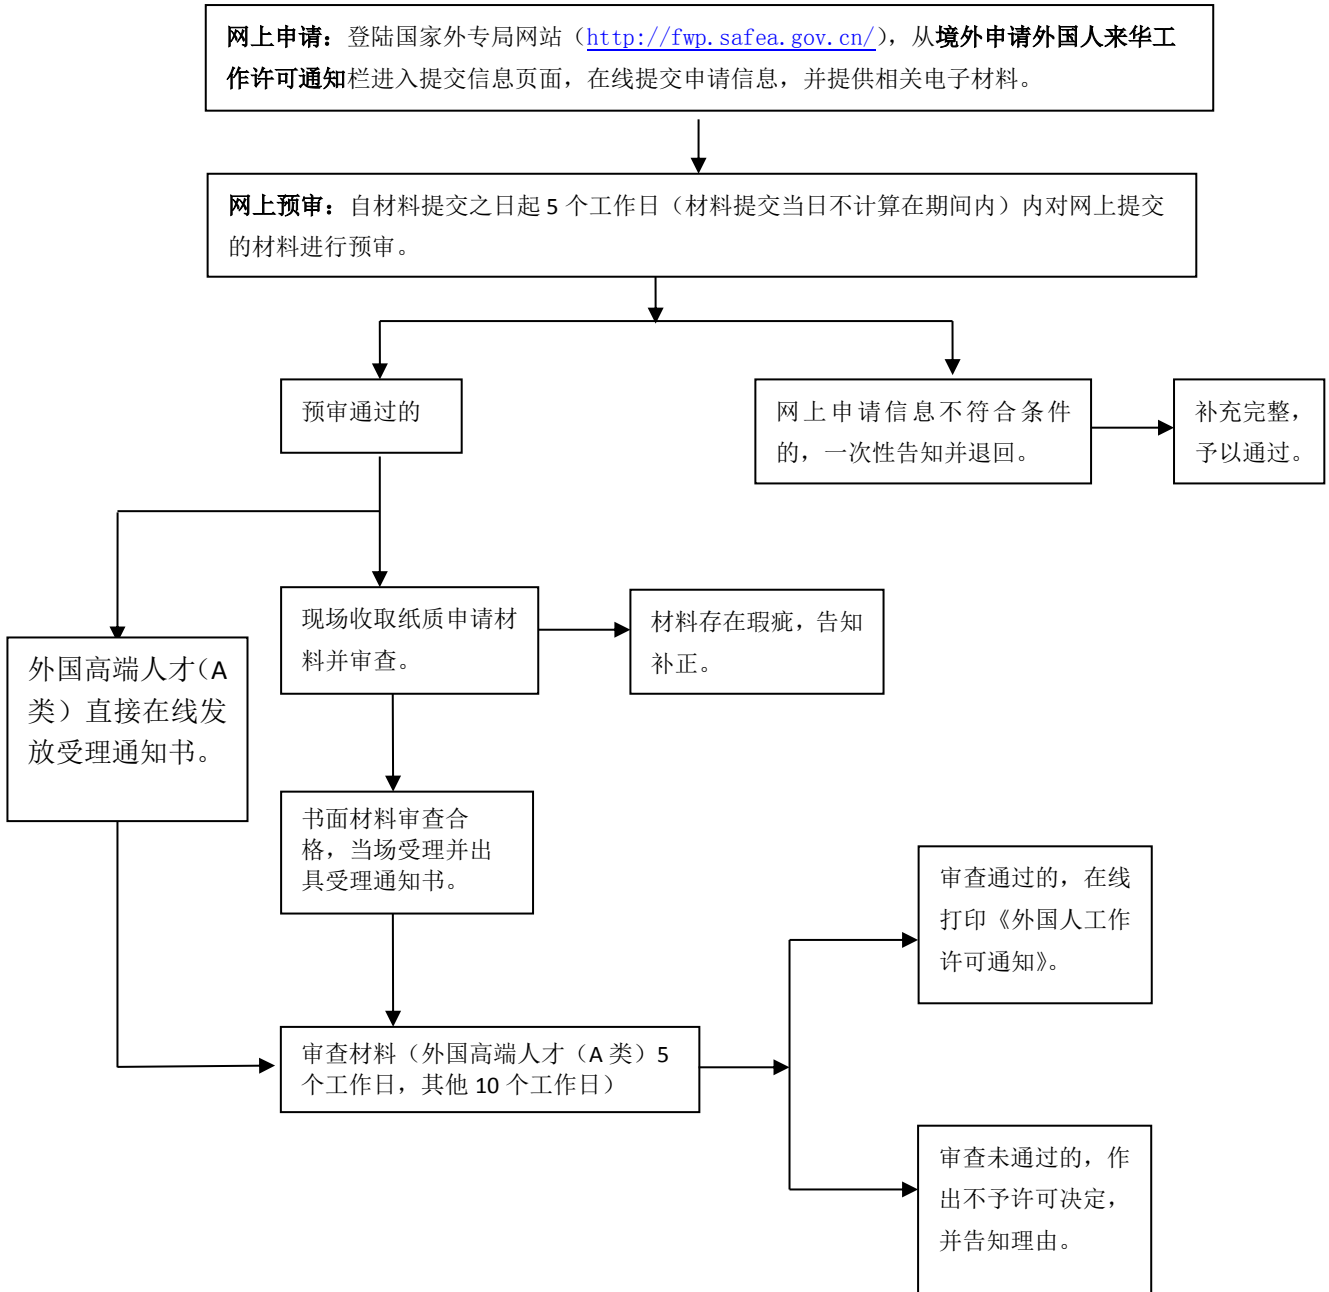 网上申请：登陆国家外专局网站（http://fwp.safea.gov.cn/），从境外申请外国人来华工
作许可通知栏进入提交信息页面，在线提交申请信息，并提供相关电子材料。
网上预审：自材料提交之日起 5 个工作日（材料提交当日不计算在期间内）内对网上提交
的材料进行预审。
预审通过的
网上申请信息不符合条件
的，一次性告知并退回。
补充完整，
予以通过。
现场收取纸质申请材
料并审查。
材料存在瑕疵，告知
补正。
外国高端人才（A
类）直接在线发
放受理通知书。
书面材料审查合
格，当场受理并出
具受理通知书。
审查通过的，在线
打印《外国人工作
许可通知》。
审查材料（外国高端人才（A 类）5
个工作日，其他 10 个工作日）
审查未通过的，作
出不予许可决定，
并告知理由。